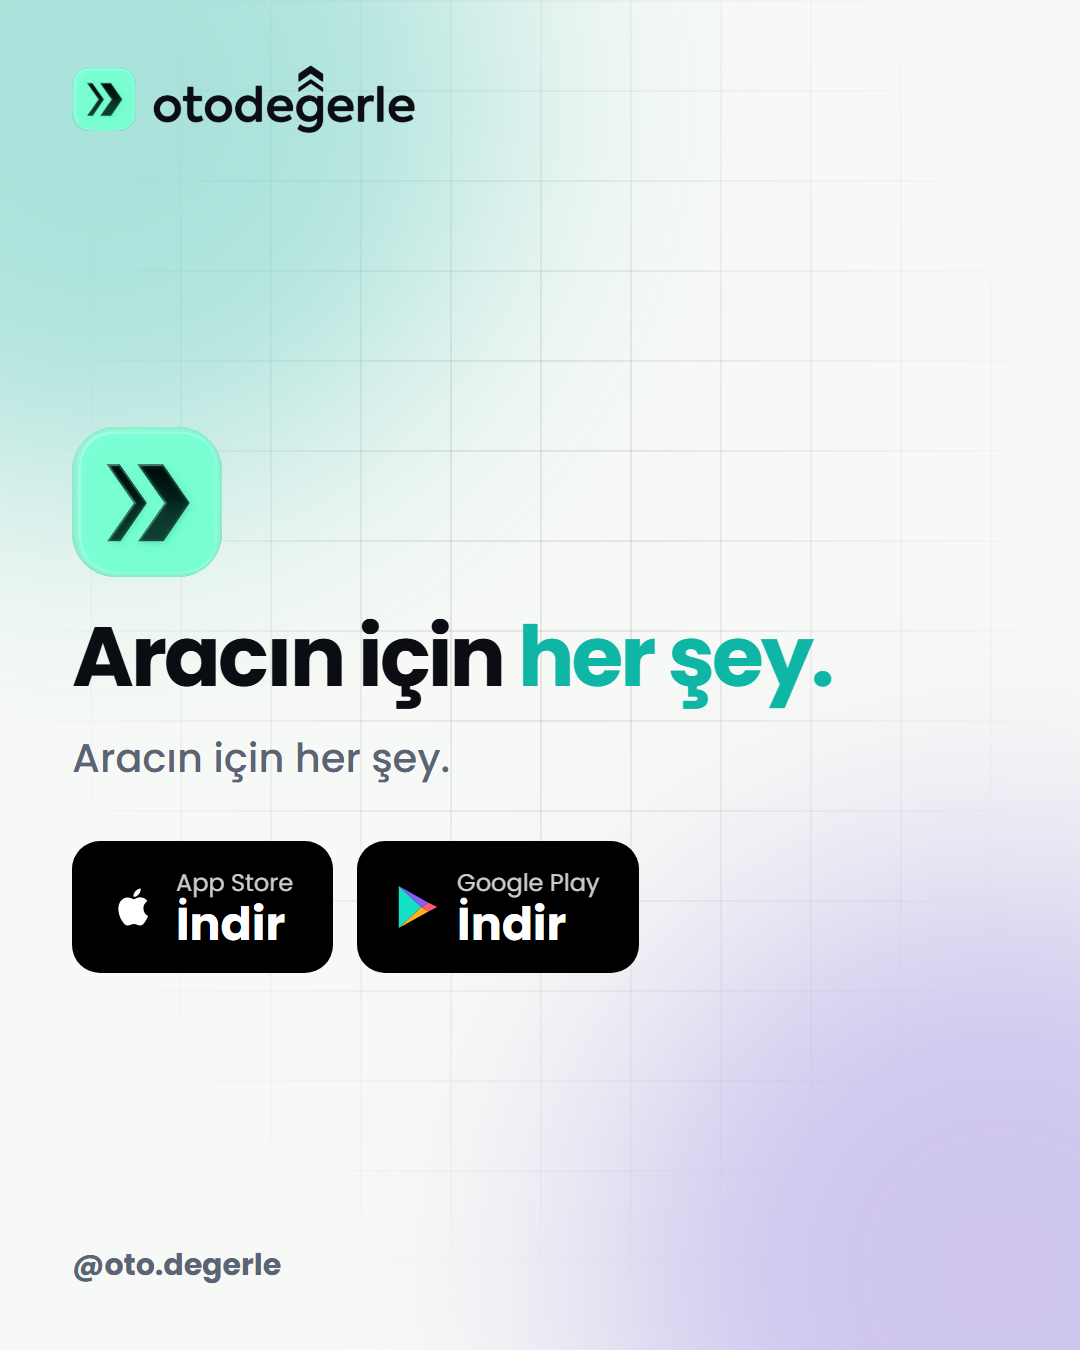 otodeğerle
Aracın için her şey.
Aracın için her şey.
App Store
İndir
Google Play
İndir
@oto.degerle